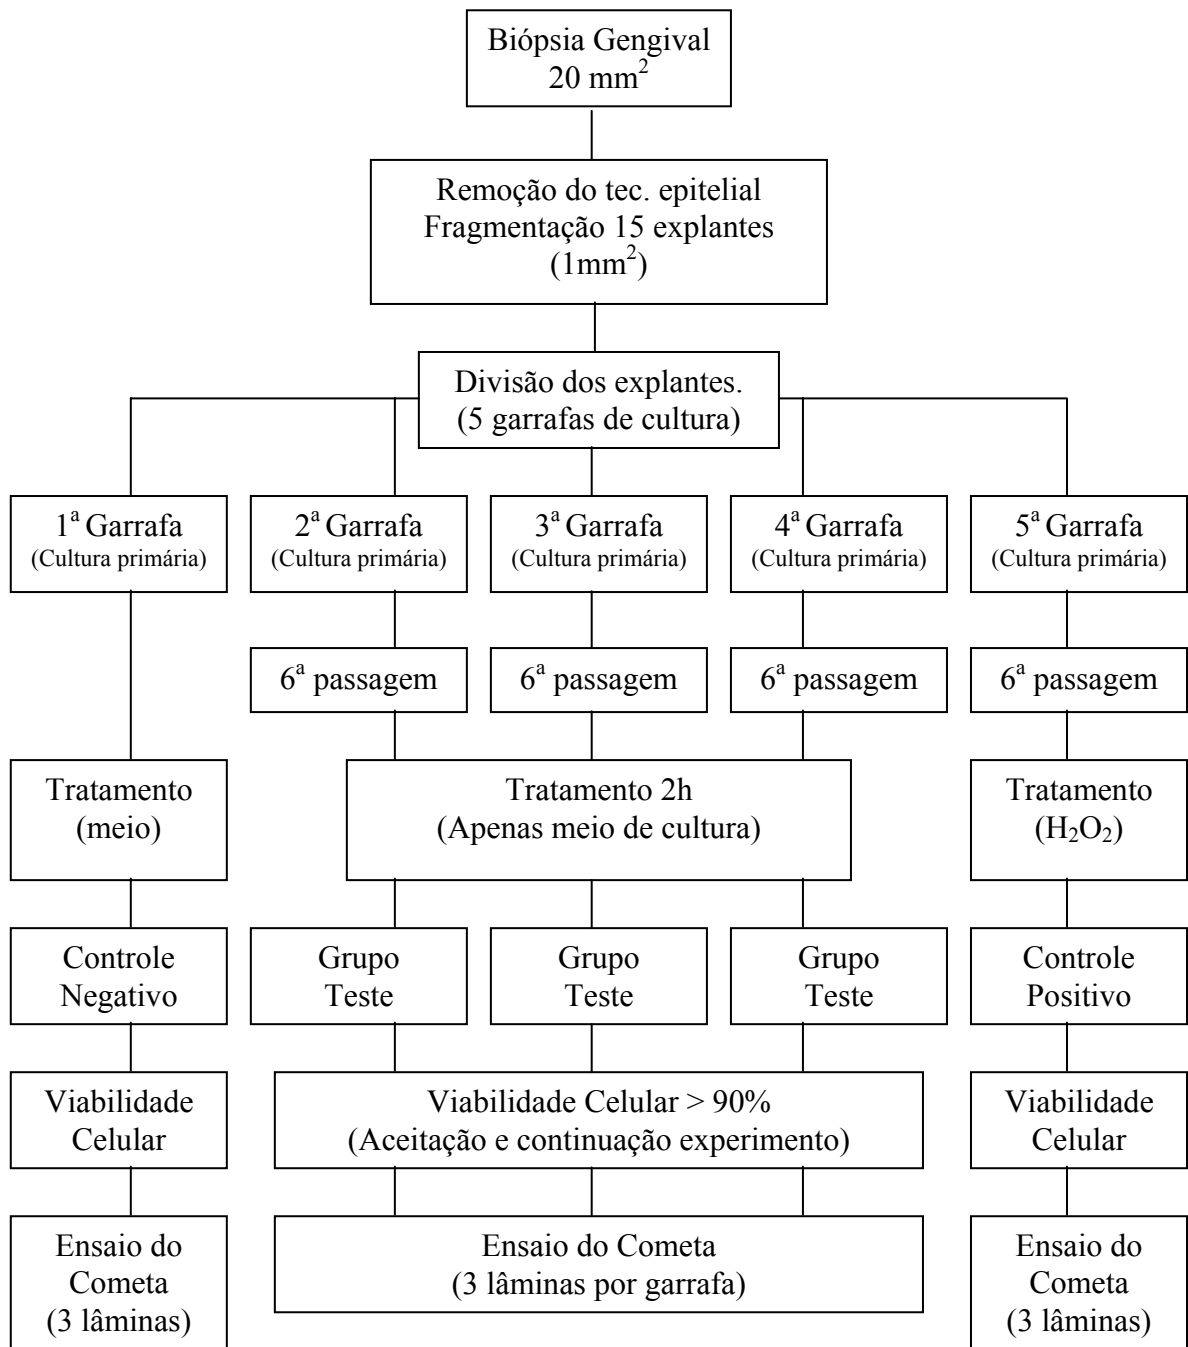 Biópsia Gengival
20 mm²
Remoção do tec. epitelial
Fragmentação 15 explantes
(1mm²)
Divisão dos explantes.
(5 garrafas de cultura)
1ª Garrafa
(Cultura primária)
2ª Garrafa
(Cultura primária)
3ª Garrafa
(Cultura primária)
4ª Garrafa
(Cultura primária)
5ª Garrafa
(Cultura primária)
6ª passagem
6ª passagem
6ª passagem
6ª passagem
Tratamento
(meio)
Tratamento 2h
(Apenas meio de cultura)
Tratamento
(H₂O₂)
Controle
Negativo
Grupo
Teste
Grupo
Teste
Grupo
Teste
Controle
Positivo
Viabilidade
Celular
Viabilidade Celular > 90%
(Aceitação e continuação experimento)
Viabilidade
Celular
Ensaio do
Cometa
(3 lâminas)
Ensaio do Cometa
(3 lâminas por garrafa)
Ensaio do
Cometa
(3 lâminas)